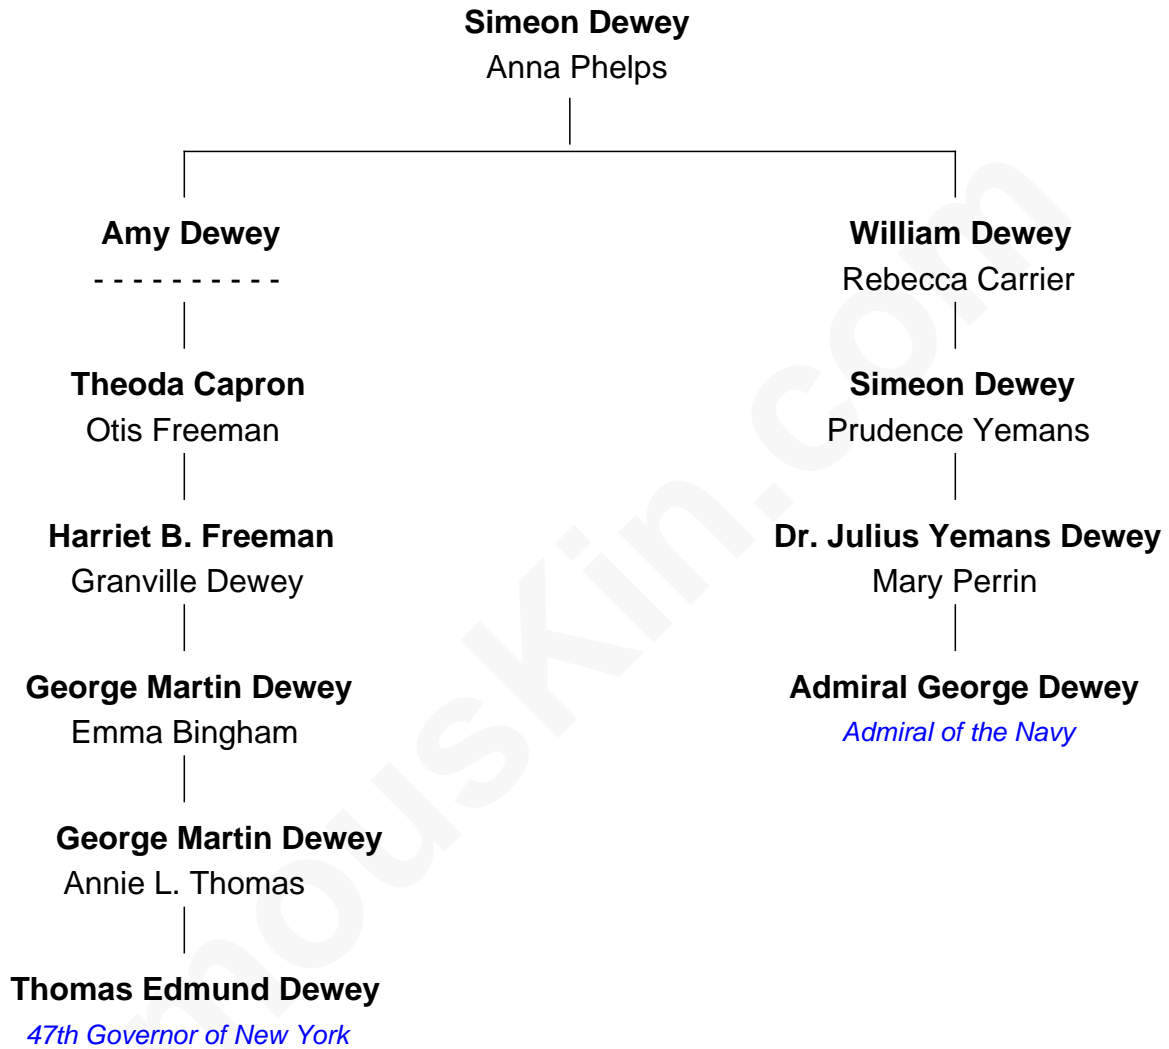 Simeon Dewey
Anna Phelps
Amy Dewey
- - - - - - - - - -
Theoda Capron
Otis Freeman
Harriet B. Freeman
Granville Dewey
George Martin Dewey
Emma Bingham
George Martin Dewey
Annie L. Thomas
Thomas Edmund Dewey
47th Governor of New York
William Dewey
Rebecca Carrier
Simeon Dewey
Prudence Yemans
Dr. Julius Yemans Dewey
Mary Perrin
Admiral George Dewey
Admiral of the Navy
mouskin.com